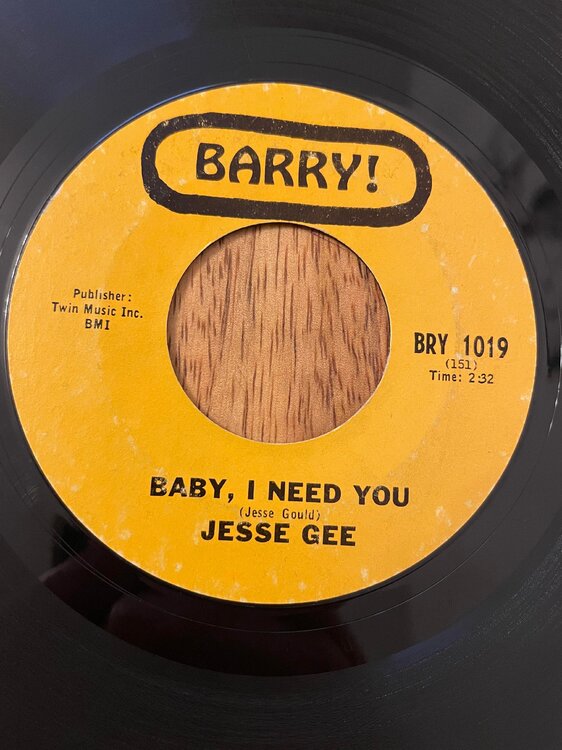 BARRY!
Publisher:
Twin Music Inc.
BMI
BRY 1019
(151)
Time: 2:32
BABY, I NEED YOU
(Jesse Gould)
JESSE GEE